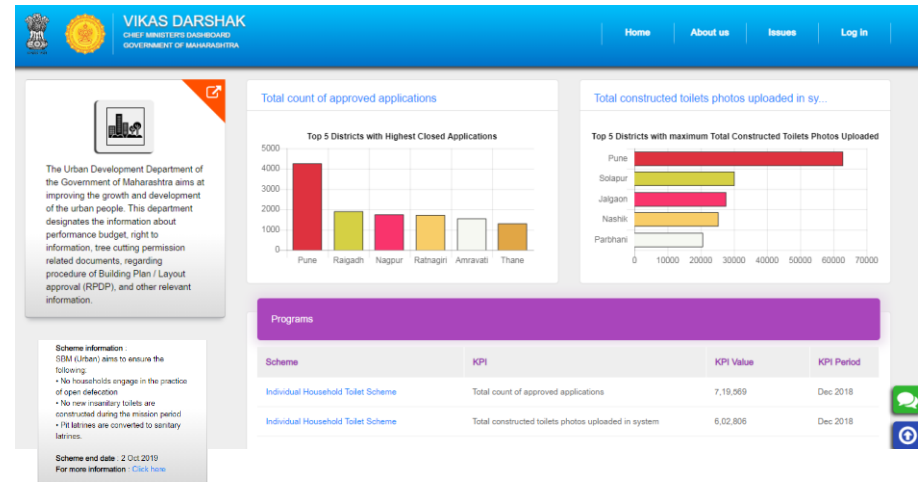 VIKAS DARSHAK
CHIEF MINISTER'S DASHBOARD
GOVERNMENT OF MAHARASHTRA
Home
About us
Issues
Log in
The Urban Development Department of
the Government of Maharashtra aims at
improving the growth and development
of the urban people. This department
designates the information about
performance budget, right to
information, tree cutting permission
related documents, regarding
procedure of Building Plan / Layout
approval (RPDP), and other relevant
information.
Scheme information :
SBM (Urban) aims to ensure the
following:
• No households engage in the practice
of open defecation
• No new insanitary toilets are
constructed during the mission period
• Pit latrines are converted to sanitary
latrines.
Scheme end date : 2 Oct 2019
For more information : Click here
Total count of approved applications
Top 5 Districts with Highest Closed Applications
5000
4000
3000
2000
1000
0
Pune Raigadh Nagpur Ratnagiri Amravati Thane
Total constructed toilets photos uploaded in sy...
Top 5 Districts with maximum Total Constructed Toilets Photos Uploaded
Pune
Solapur
Jalgaon
Nashik
Parbhani
0 10000 20000 30000 40000 50000 60000 70000
Programs
Scheme KPI KPI Value KPI Period
Individual Household Toilet Scheme Total count of approved applications 7,19,569 Dec 2018
Individual Household Toilet Scheme Total constructed toilets photos uploaded in system 6,02,806 Dec 2018